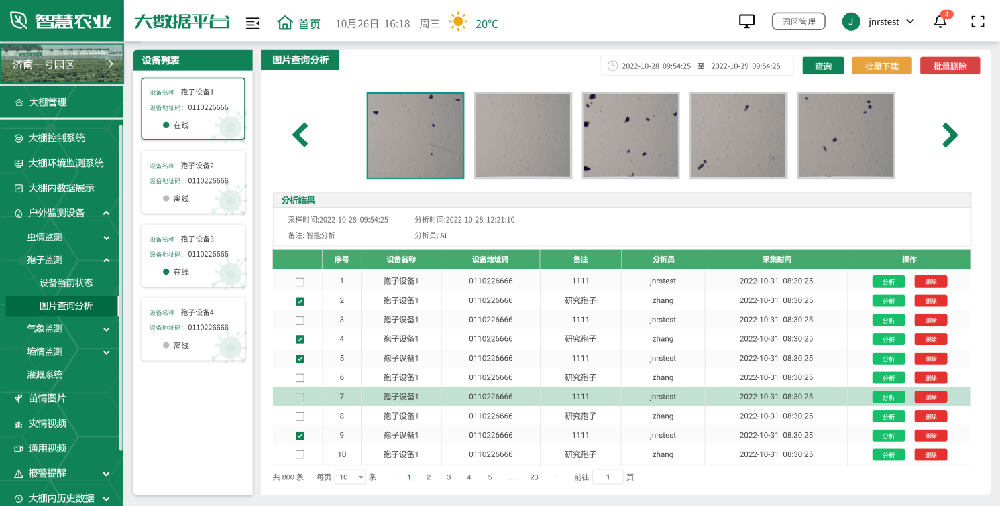 智慧农业 大数据平台 首页 10月26日 16:18 周三 20℃ 园区管理 J jnrstest 4
济南一号园区
大棚管理
大棚控制系统
大棚环境监测系统
大棚内数据展示
户外监测设备
虫情监测
孢子监测
设备当前状态
图片查询分析
气象监测
墒情监测
灌溉系统
苗情图片
灾情视频
通用视频
报警提醒
大棚内历史数据
设备列表
设备名称: 孢子设备1
设备地址码: 0110226666
在线
设备名称: 孢子设备2
设备地址码: 0110226666
离线
设备名称: 孢子设备3
设备地址码: 0110226666
在线
设备名称: 孢子设备4
设备地址码: 0110226666
离线
图片查询分析
2022-10-28 09:54:25 至 2022-10-29 09:54:25 查询 批量下载 批量删除
分析结果
采样时间:2022-10-28 09:54:25 分析时间:2022-10-28 12:21:10
备注: 智能分析 分析员: AI
序号 设备名称 设备地址码 备注 分析员 采集时间 操作
1 孢子设备1 0110226666 1111 jnrstest 2022-10-31 08:30:25 分析 删除
2 孢子设备1 0110226666 研究孢子 zhang 2022-10-31 08:30:25 分析 删除
3 孢子设备1 0110226666 1111 jnrstest 2022-10-31 08:30:25 分析 删除
4 孢子设备1 0110226666 研究孢子 zhang 2022-10-31 08:30:25 分析 删除
5 孢子设备1 0110226666 1111 jnrstest 2022-10-31 08:30:25 分析 删除
6 孢子设备1 0110226666 研究孢子 zhang 2022-10-31 08:30:25 分析 删除
7 孢子设备1 0110226666 1111 jnrstest 2022-10-31 08:30:25 分析 删除
8 孢子设备1 0110226666 研究孢子 zhang 2022-10-31 08:30:25 分析 删除
9 孢子设备1 0110226666 1111 jnrstest 2022-10-31 08:30:25 分析 删除
10 孢子设备1 0110226666 研究孢子 zhang 2022-10-31 08:30:25 分析 删除
共 800 条 每页 10 条 1 2 3 4 5 ... 23 前往 1 页